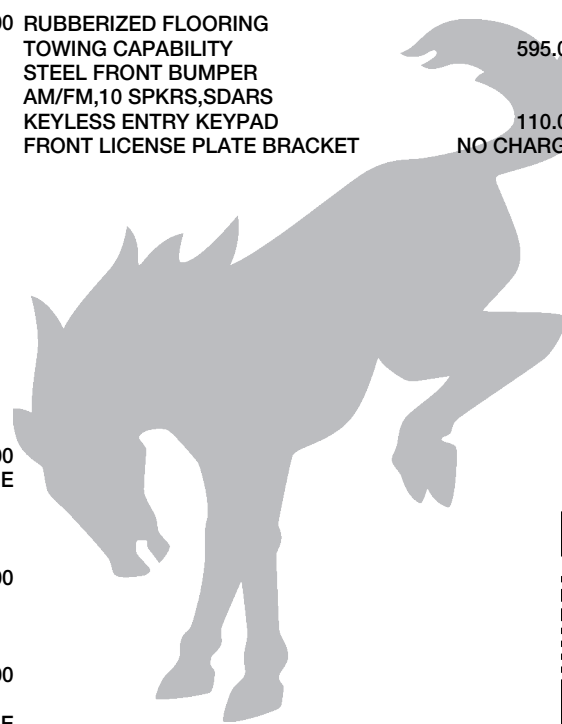 00 RUBBERIZED FLOORING
TOWING CAPABILITY 595.0
STEEL FRONT BUMPER
AM/FM,10 SPKRS,SDARS
KEYLESS ENTRY KEYPAD 110.0
FRONT LICENSE PLATE BRACKET NO CHARG
00
E
00
00
E